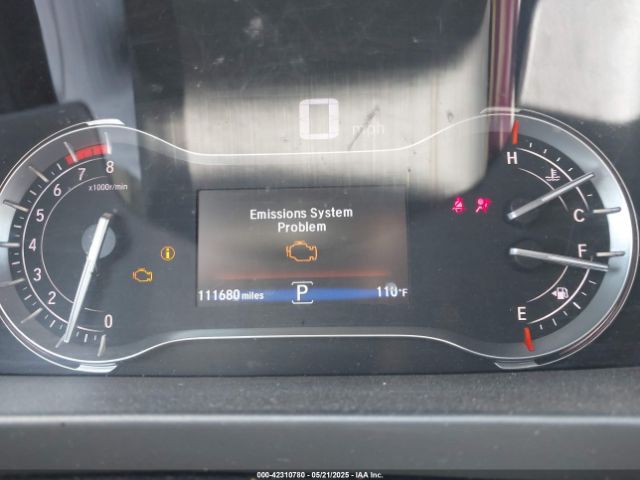 0 mph
8
7
6
x1000r/min
5
4
3
2
1
0
Emissions System
Problem
111680 miles
P
110°F
H
C
F
E
000-42310780 - 05/21/2025 - IAA Inc.